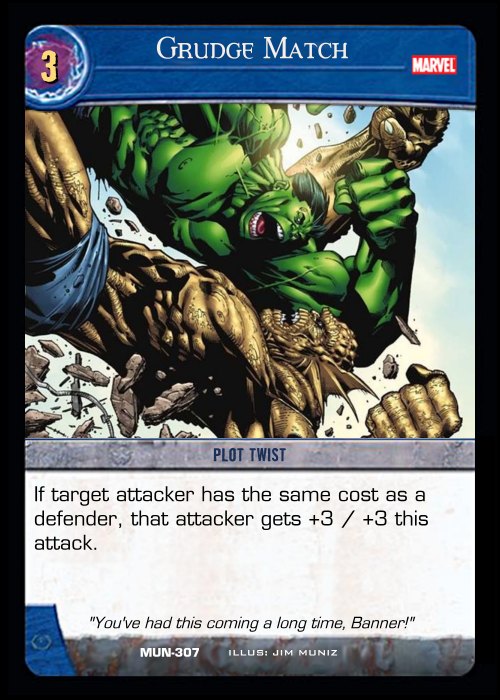 3
Grudge Match
MARVEL
PLOT TWIST
If target attacker has the same cost as a
defender, that attacker gets +3 / +3 this
attack.
"You've had this coming a long time, Banner!"
MUN-307 ILLUS: JIM MUNIZ